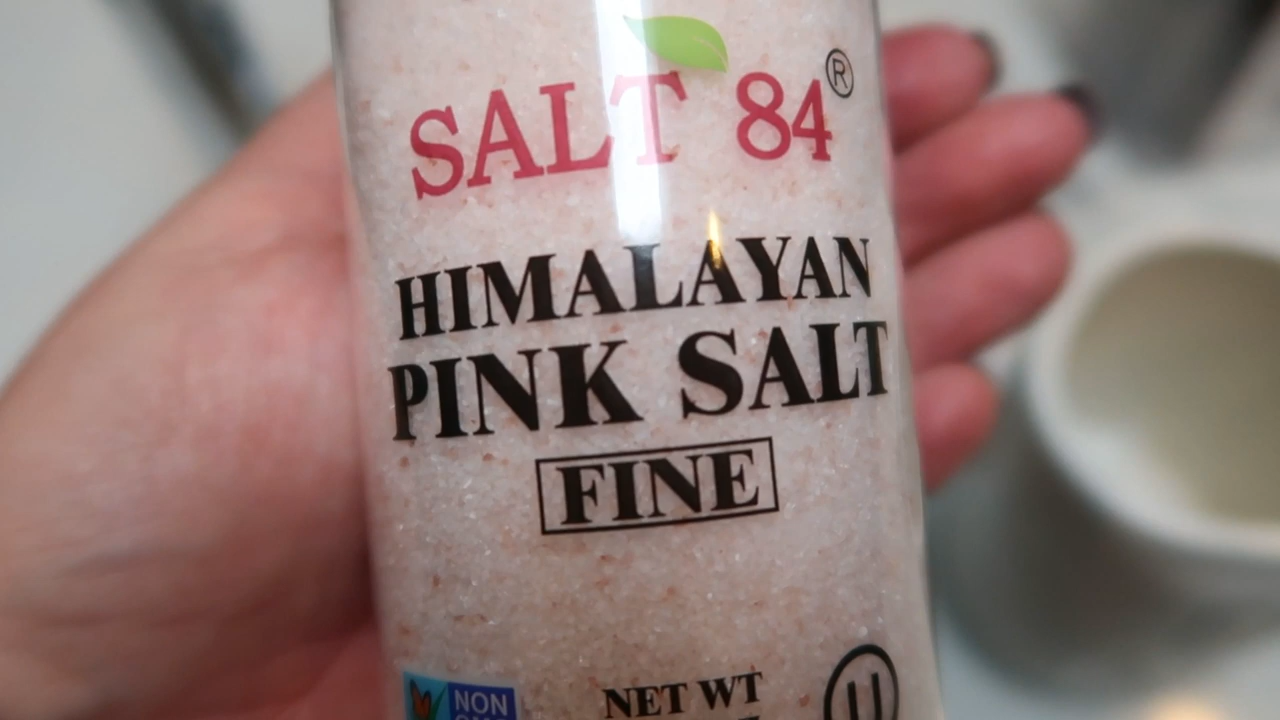 SALT 84®
HIMALAYAN
PINK SALT
FINE
NON
NET WT
U